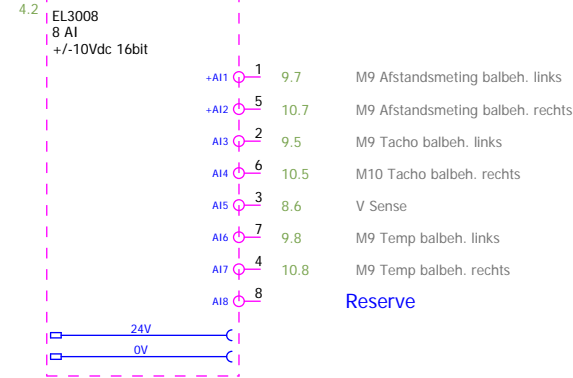 4.2
EL3008
8 AI
+/-10Vdc 16bit
+AI1 1 9.7 M9 Afstandsmeting balbeh. links
+AI2 5 10.7 M9 Afstandsmeting balbeh. rechts
AI3 2 9.5 M9 Tacho balbeh. links
AI4 6 10.5 M10 Tacho balbeh. rechts
AI5 3 8.6 V Sense
AI6 7 9.8 M9 Temp balbeh. links
AI7 4 10.8 M9 Temp balbeh. rechts
AI8 8 Reserve
24V
0V